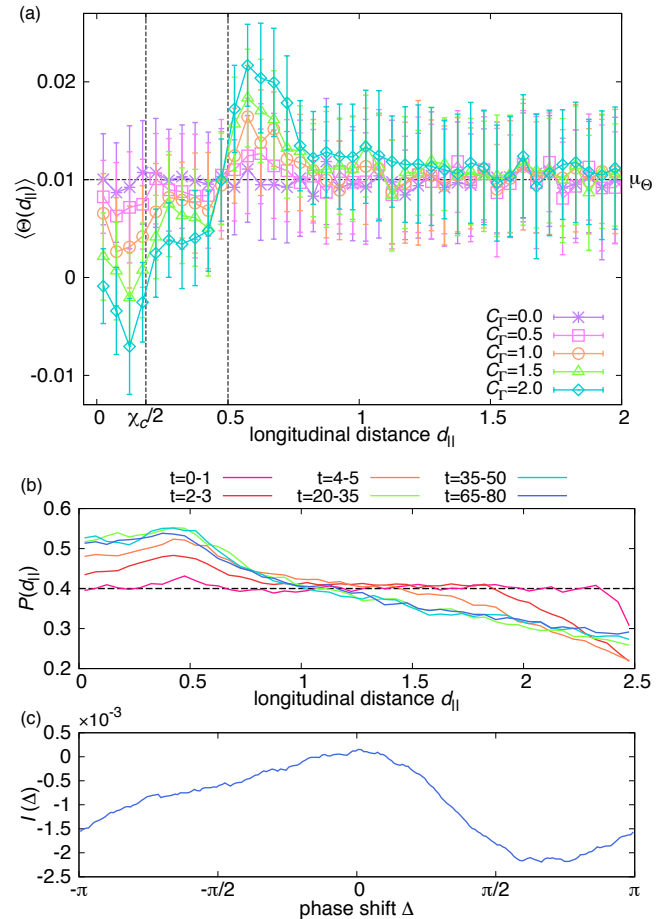 (a)
0.02
0.01
0
-0.01
⟨Θ(d||)⟩
μΘ
CΓ=0.0
CΓ=0.5
CΓ=1.0
CΓ=1.5
CΓ=2.0
0 χc/2 0.5 1 1.5 2
longitudinal distance d||
(b)
t=0-1 t=4-5 t=35-50
t=2-3 t=20-35 t=65-80
0.6
0.5
0.4
0.3
0.2
P(d||)
0 0.5 1 1.5 2 2.5
longitudinal distance d||
(c)
×10-3
0.5
0
-0.5
-1
-1.5
-2
-2.5
I(Δ)
-π -π/2 0 π/2 π
phase shift Δ